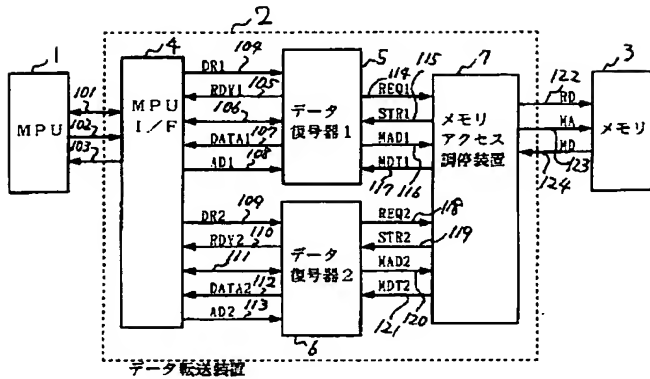 2
1
4
5
7
3
MPU
101
102
103
MPU
I/F
DR1
104
RDY1
105
106
DATA1
107
AD1
108
データ
復号器1
REQ1
114
STR1
115
MAD1
116
MDT1
117
メモリ
アクセス
調停装置
RD
122
MA
123
MD
124
メモリ
DR2
109
RDY2
110
111
DATA2
112
AD2
113
データ
復号器2
6
REQ2
118
STR2
119
MAD2
120
MDT2
121
データ転送装置